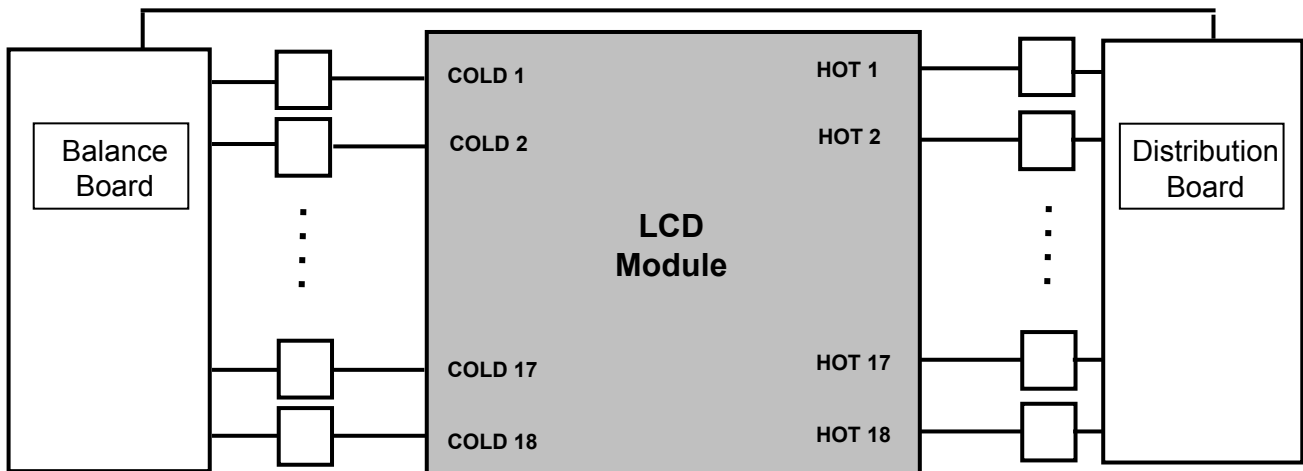 Balance
Board
COLD 1
COLD 2
COLD 17
COLD 18
LCD
Module
HOT 1
HOT 2
HOT 17
HOT 18
Distribution
Board